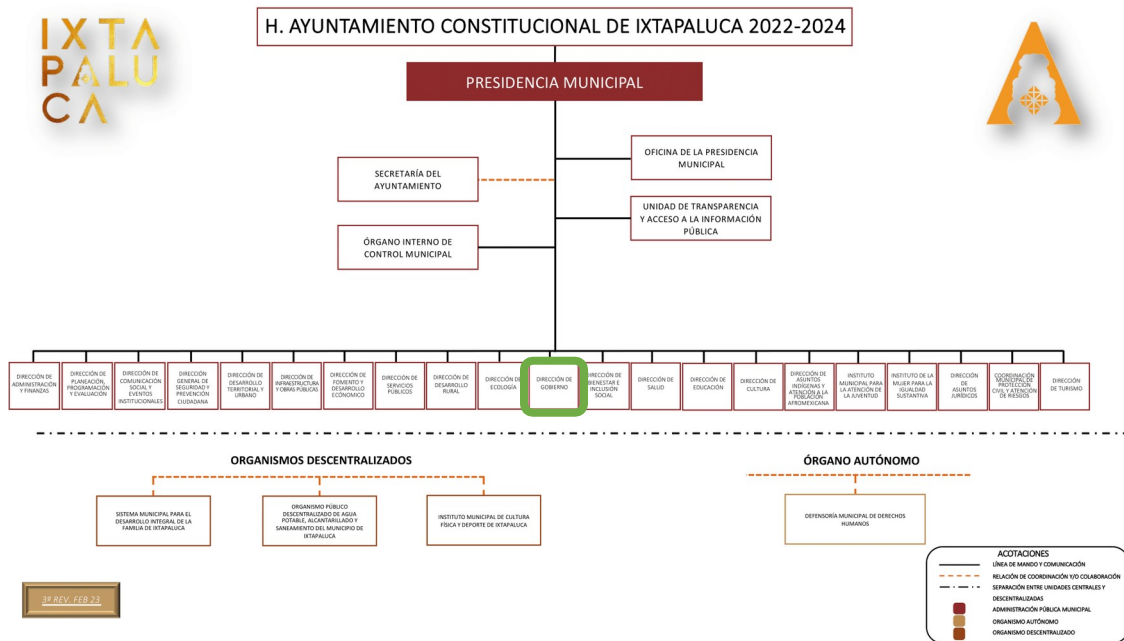 IXTA
PALU
CA
H. AYUNTAMIENTO CONSTITUCIONAL DE IXTAPALUCA 2022-2024
PRESIDENCIA MUNICIPAL
OFICINA DE LA PRESIDENCIA
MUNICIPAL
SECRETARÍA DEL
AYUNTAMIENTO
UNIDAD DE TRANSPARENCIA
Y ACCESO A LA INFORMACIÓN
PÚBLICA
ÓRGANO INTERNO DE
CONTROL MUNICIPAL
DIRECCIÓN DE
ADMINISTRACIÓN
Y FINANZAS
DIRECCIÓN DE
PLANEACIÓN,
PROGRAMACIÓN
Y EVALUACIÓN
DIRECCIÓN DE
COMUNICACIÓN
SOCIAL Y
EVENTOS
INSTITUCIONALES
DIRECCIÓN
GENERAL DE
SEGURIDAD Y
PREVENCIÓN
CIUDADANA
DIRECCIÓN DE
DESARROLLO
TERRITORIAL Y
URBANO
DIRECCIÓN DE
INFRAESTRUCTURA
Y OBRAS PÚBLICAS
DIRECCIÓN DE
FOMENTO Y
DESARROLLO
ECONÓMICO
DIRECCIÓN DE
SERVICIOS
PÚBLICOS
DIRECCIÓN DE
DESARROLLO
RURAL
DIRECCIÓN DE
ECOLOGÍA
DIRECCIÓN DE
GOBIERNO
DIRECCIÓN DE
BIENESTAR E
INCLUSIÓN
SOCIAL
DIRECCIÓN DE
SALUD
DIRECCIÓN DE
EDUCACIÓN
DIRECCIÓN DE
CULTURA
DIRECCIÓN DE
ASUNTOS
INDÍGENAS Y
ATENCIÓN A LA
POBLACIÓN
AFROMEXICANA
INSTITUTO
MUNICIPAL PARA
LA ATENCIÓN DE
LA JUVENTUD
INSTITUTO DE LA
MUJER PARA LA
IGUALDAD
SUSTANTIVA
DIRECCIÓN
DE
ASUNTOS
JURÍDICOS
COORDINACIÓN
MUNICIPAL DE
PROTECCIÓN
CIVIL Y ATENCIÓN
DE RIESGOS
DIRECCIÓN
DE TURISMO
ORGANISMOS DESCENTRALIZADOS
ÓRGANO AUTÓNOMO
SISTEMA MUNICIPAL PARA EL
DESARROLLO INTEGRAL DE LA
FAMILIA DE IXTAPALUCA
ORGANISMO PÚBLICO
DESCENTRALIZADO DE AGUA
POTABLE, ALCANTARILLADO Y
SANEAMIENTO DEL MUNICIPIO DE
IXTAPALUCA
INSTITUTO MUNICIPAL DE CULTURA
FÍSICA Y DEPORTE DE IXTAPALUCA
DEFENSORÍA MUNICIPAL DE DERECHOS
HUMANOS
ACOTACIONES
LÍNEA DE MANDO Y COMUNICACIÓN
RELACIÓN DE COORDINACIÓN Y/O COLABORACIÓN
SEPARACIÓN ENTRE UNIDADES CENTRALES Y
DESCENTRALIZADAS
ADMINISTRACIÓN PÚBLICA MUNICIPAL
ORGANISMO AUTÓNOMO
ORGANISMO DESCENTRALIZADO
3ª REV. FEB 23